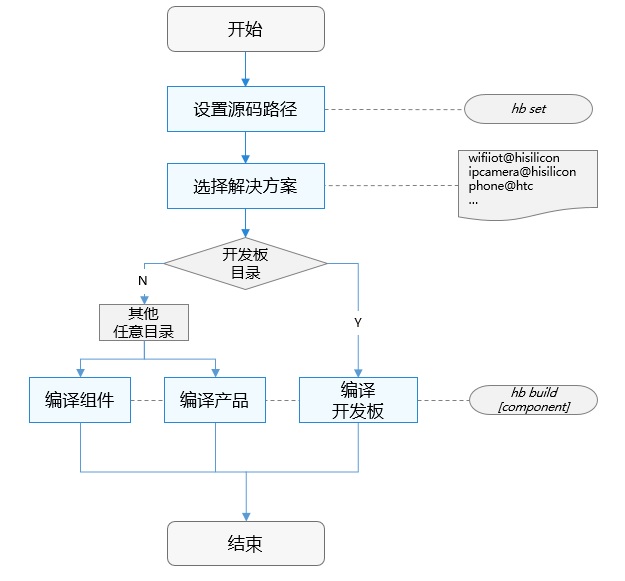 开始
设置源码路径
hb set
选择解决方案
wifiiot@hisilicon
ipcamera@hisilicon
phone@htc
...
开发板
目录
N
Y
其他
任意目录
编译组件
编译产品
编译
开发板
hb build
[component]
结束